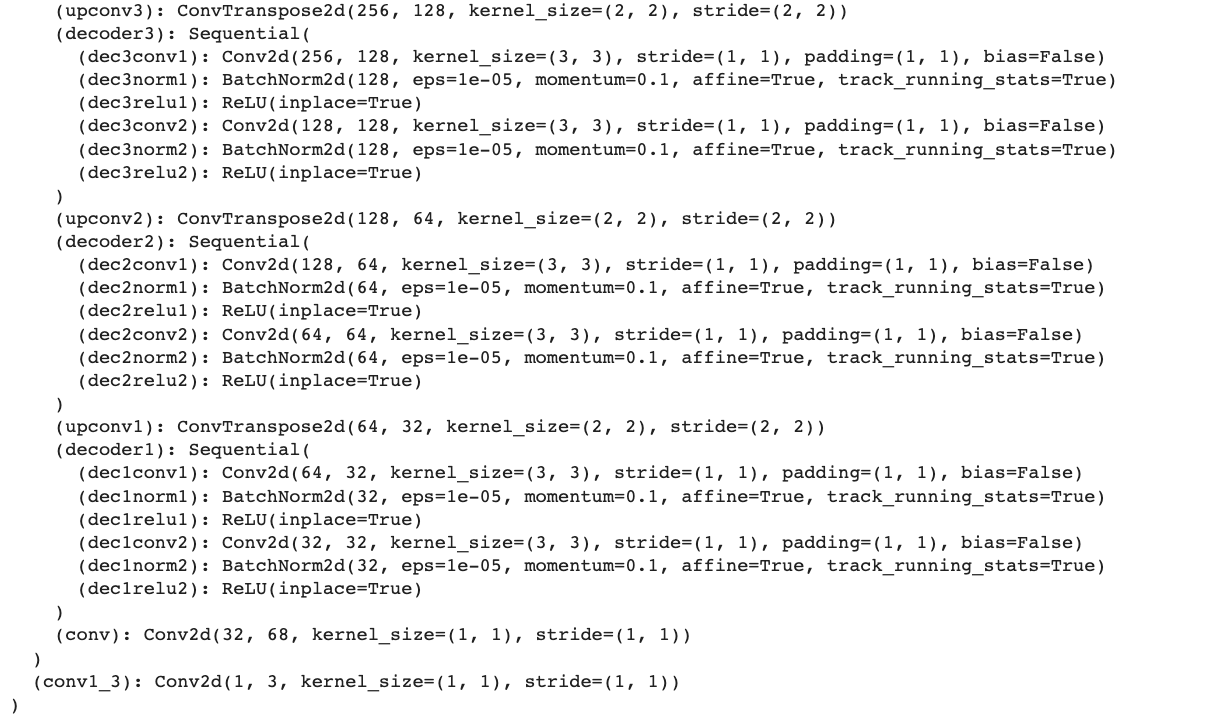 (upconv3): ConvTranspose2d(256, 128, kernel_size=(2, 2), stride=(2, 2))
(decoder3): Sequential(
(dec3conv1): Conv2d(256, 128, kernel_size=(3, 3), stride=(1, 1), padding=(1, 1), bias=False)
(dec3norm1): BatchNorm2d(128, eps=1e-05, momentum=0.1, affine=True, track_running_stats=True)
(dec3relu1): ReLU(inplace=True)
(dec3conv2): Conv2d(128, 128, kernel_size=(3, 3), stride=(1, 1), padding=(1, 1), bias=False)
(dec3norm2): BatchNorm2d(128, eps=1e-05, momentum=0.1, affine=True, track_running_stats=True)
(dec3relu2): ReLU(inplace=True)
)
(upconv2): ConvTranspose2d(128, 64, kernel_size=(2, 2), stride=(2, 2))
(decoder2): Sequential(
(dec2conv1): Conv2d(128, 64, kernel_size=(3, 3), stride=(1, 1), padding=(1, 1), bias=False)
(dec2norm1): BatchNorm2d(64, eps=1e-05, momentum=0.1, affine=True, track_running_stats=True)
(dec2relu1): ReLU(inplace=True)
(dec2conv2): Conv2d(64, 64, kernel_size=(3, 3), stride=(1, 1), padding=(1, 1), bias=False)
(dec2norm2): BatchNorm2d(64, eps=1e-05, momentum=0.1, affine=True, track_running_stats=True)
(dec2relu2): ReLU(inplace=True)
)
(upconv1): ConvTranspose2d(64, 32, kernel_size=(2, 2), stride=(2, 2))
(decoder1): Sequential(
(dec1conv1): Conv2d(64, 32, kernel_size=(3, 3), stride=(1, 1), padding=(1, 1), bias=False)
(dec1norm1): BatchNorm2d(32, eps=1e-05, momentum=0.1, affine=True, track_running_stats=True)
(dec1relu1): ReLU(inplace=True)
(dec1conv2): Conv2d(32, 32, kernel_size=(3, 3), stride=(1, 1), padding=(1, 1), bias=False)
(dec1norm2): BatchNorm2d(32, eps=1e-05, momentum=0.1, affine=True, track_running_stats=True)
(dec1relu2): ReLU(inplace=True)
)
(conv): Conv2d(32, 68, kernel_size=(1, 1), stride=(1, 1))
)
(conv1_3): Conv2d(1, 3, kernel_size=(1, 1), stride=(1, 1))
)